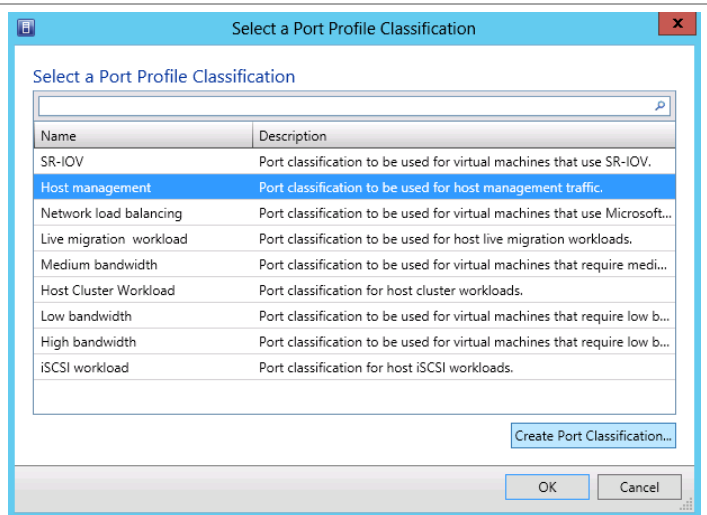 Select a Port Profile Classification
Select a Port Profile Classification
Name Description
SR-IOV Port classification to be used for virtual machines that use SR-IOV.
Host management Port classification to be used for host management traffic.
Network load balancing Port classification to be used for virtual machines that use Microsoft...
Live migration workload Port classification to be used for host live migration workloads.
Medium bandwidth Port classification to be used for virtual machines that require medi...
Host Cluster Workload Port classification for host cluster workloads.
Low bandwidth Port classification to be used for virtual machines that require low b...
High bandwidth Port classification to be used for virtual machines that require low b...
iSCSI workload Port classification for host iSCSI workloads.
Create Port Classification...
OK Cancel